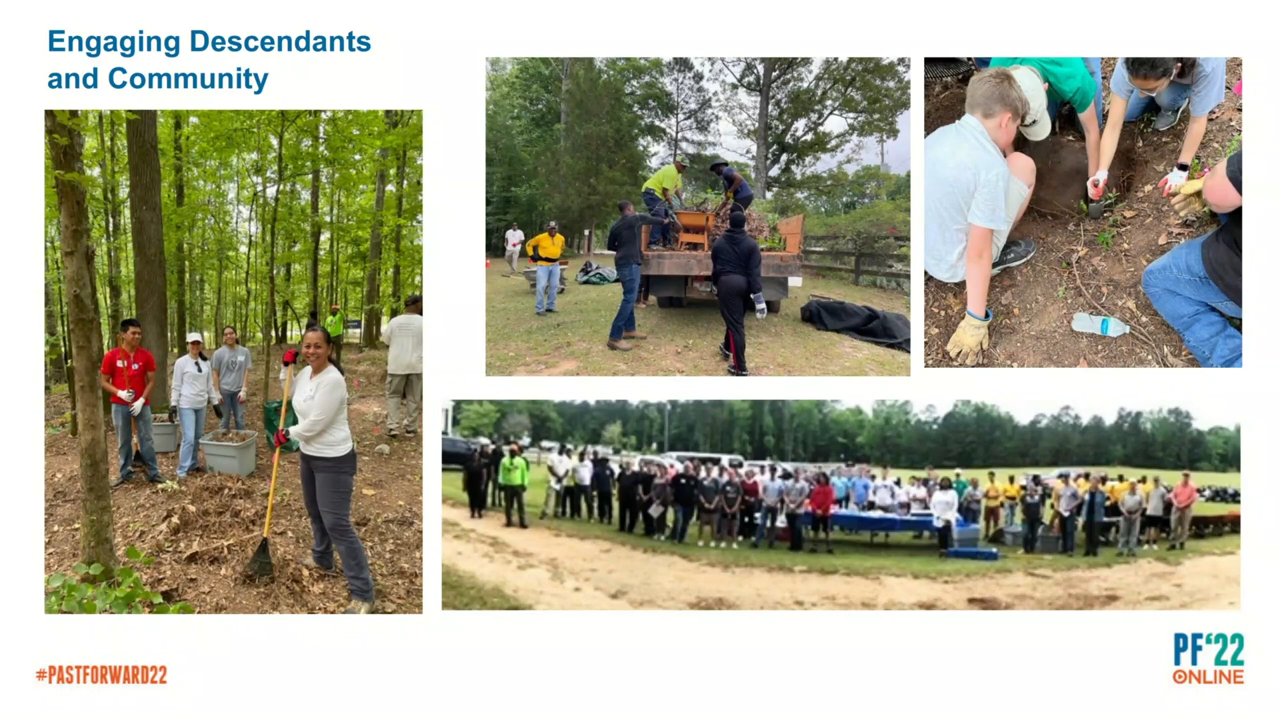 Engaging Descendants
and Community
#PASTFORWARD22
PF'22
ONLINE